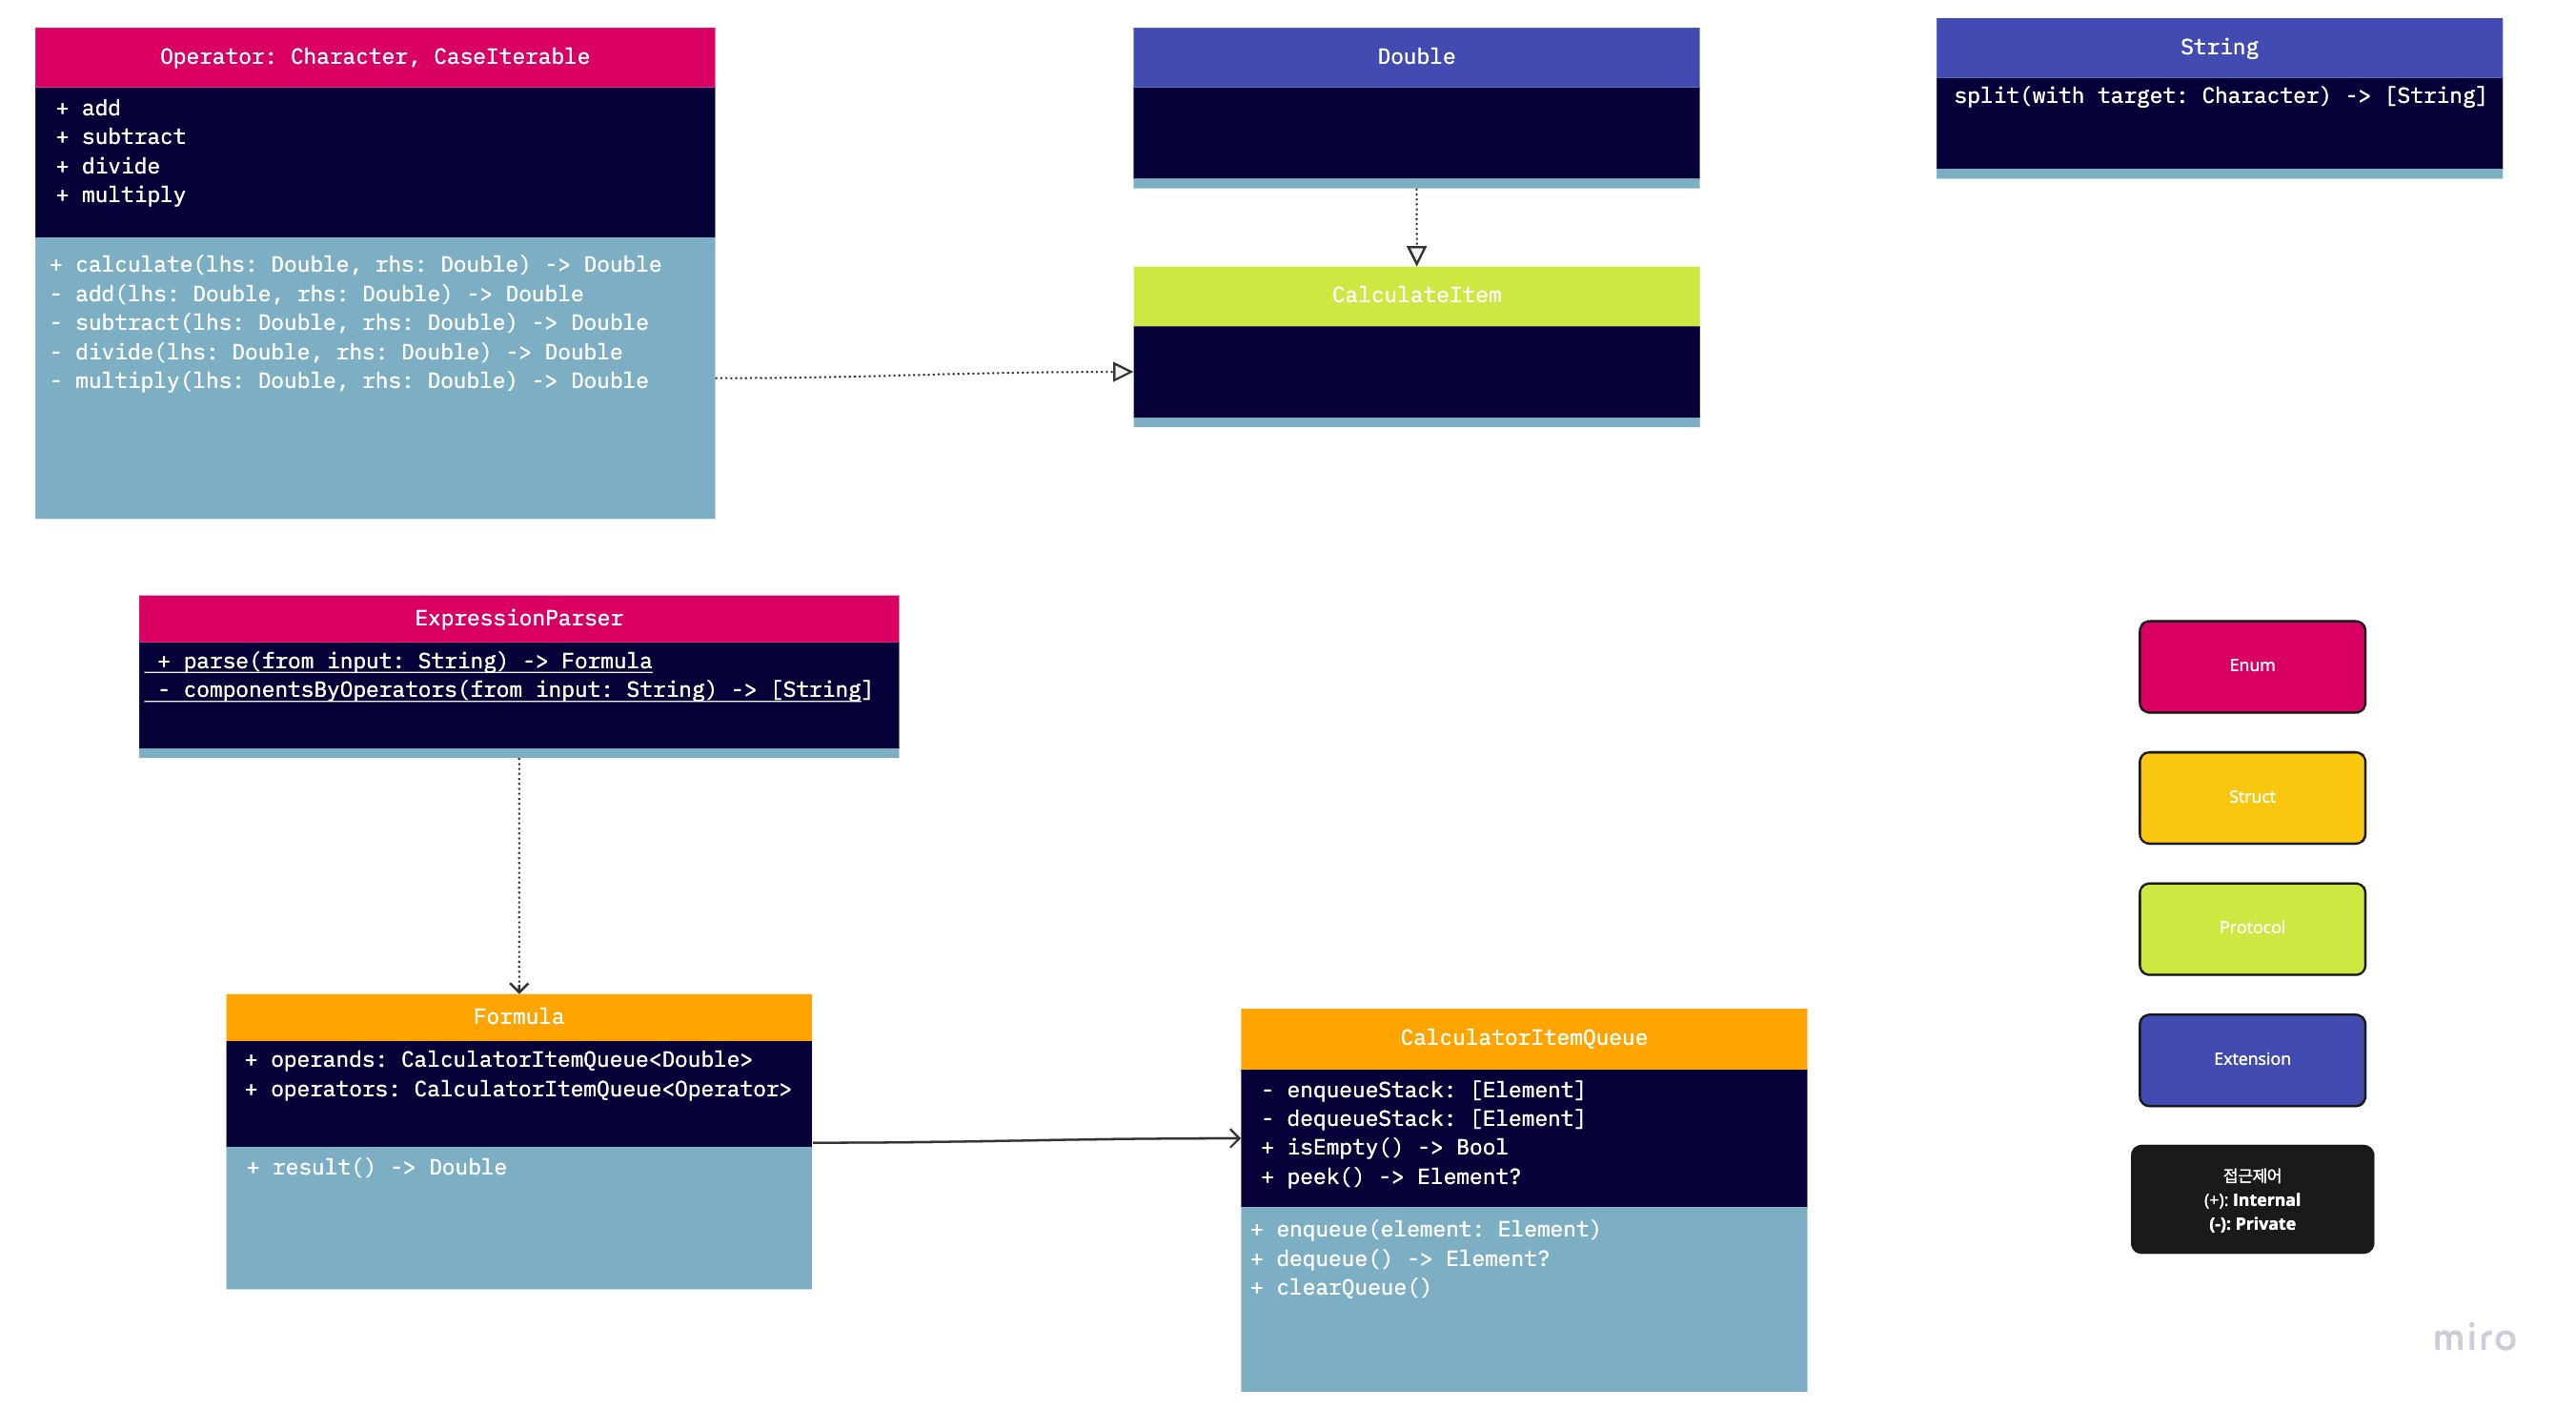 Operator: Character, CaseIterable
+ add
+ subtract
+ divide
+ multiply
+ calculate(lhs: Double, rhs: Double) -> Double
- add(lhs: Double, rhs: Double) -> Double
- subtract(lhs: Double, rhs: Double) -> Double
- divide(lhs: Double, rhs: Double) -> Double
- multiply(lhs: Double, rhs: Double) -> Double
Double
CalculateItem
String
split(with target: Character) -> [String]
ExpressionParser
+ parse(from input: String) -> Formula
- componentsByOperators(from input: String) -> [String]
Formula
+ operands: CalculatorItemQueue<Double>
+ operators: CalculatorItemQueue<Operator>
+ result() -> Double
CalculatorItemQueue
- enqueueStack: [Element]
- dequeueStack: [Element]
+ isEmpty() -> Bool
+ peek() -> Element?
+ enqueue(element: Element)
+ dequeue() -> Element?
+ clearQueue()
Enum
Struct
Protocol
Extension
접근제어
(+): Internal
(-): Private
miro